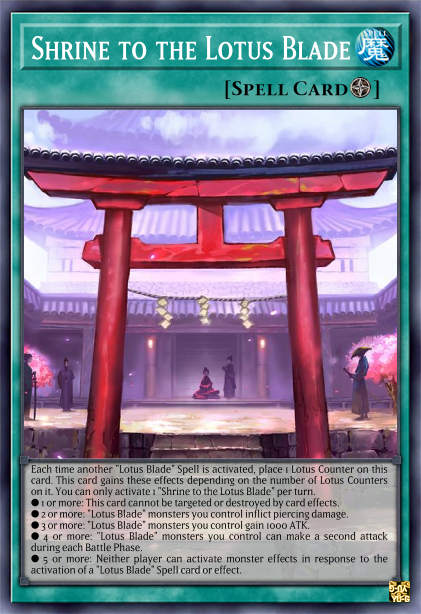 SHRINE TO THE LOTUS BLADE
SPELL
魔
[SPELL CARD]
Each time another "Lotus Blade" Spell is activated, place 1 Lotus Counter on this
card. This card gains these effects depending on the number of Lotus Counters
on it. You can only activate 1 "Shrine to the Lotus Blade" per turn.
● 1 or more: This card cannot be targeted or destroyed by card effects.
● 2 or more: "Lotus Blade" monsters you control inflict piercing damage.
● 3 or more: "Lotus Blade" monsters you control gain 1000 ATK.
● 4 or more: "Lotus Blade" monsters you control can make a second attack
during each Battle Phase.
● 5 or more: Neither player can activate monster effects in response to the
activation of a "Lotus Blade" Spell card or effect.